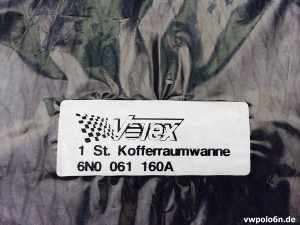 VETEX
1 St. Kofferraumwanne
6N0 061 160A
vwpolo6n.de